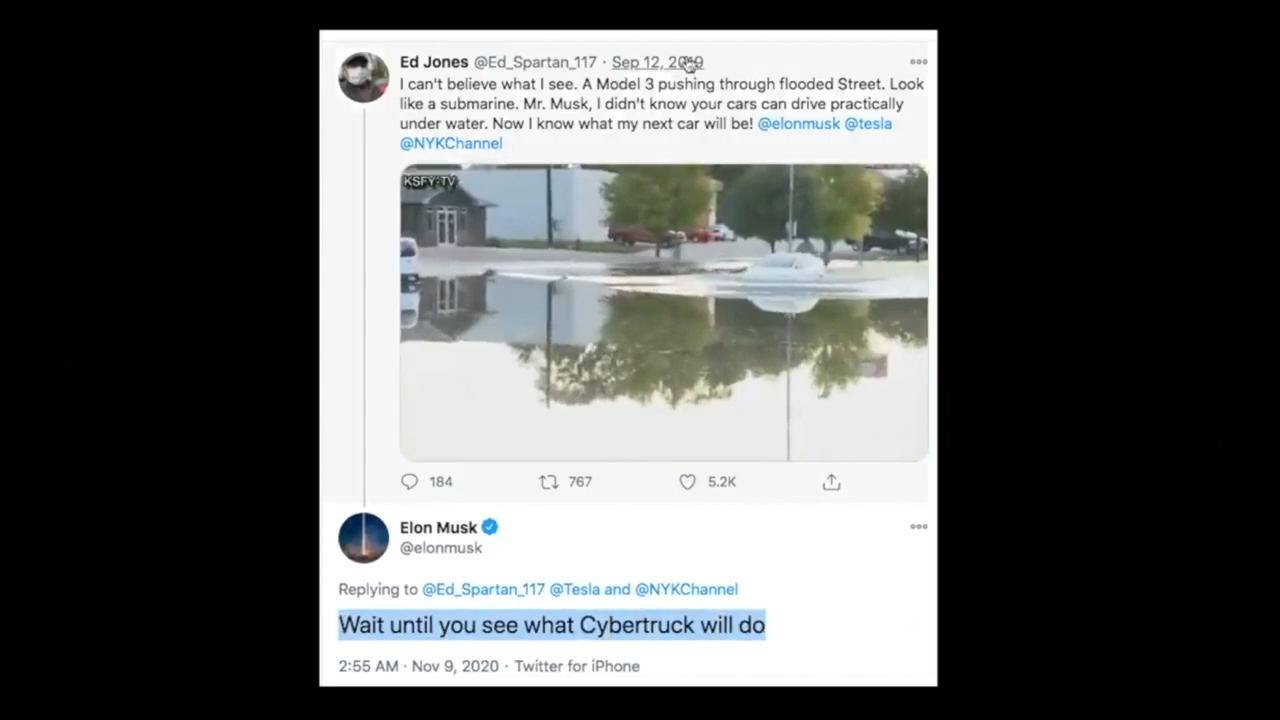 Ed Jones @Ed_Spartan_117 · Sep 12, 2019
I can't believe what I see. A Model 3 pushing through flooded Street. Look
like a submarine. Mr. Musk, I didn't know your cars can drive practically
under water. Now I know what my next car will be! @elonmusk @tesla
@NYKChannel
KSFY-TV
184 767 5.2K
Elon Musk
@elonmusk
Replying to @Ed_Spartan_117 @Tesla and @NYKChannel
Wait until you see what Cybertruck will do
2:55 AM · Nov 9, 2020 · Twitter for iPhone